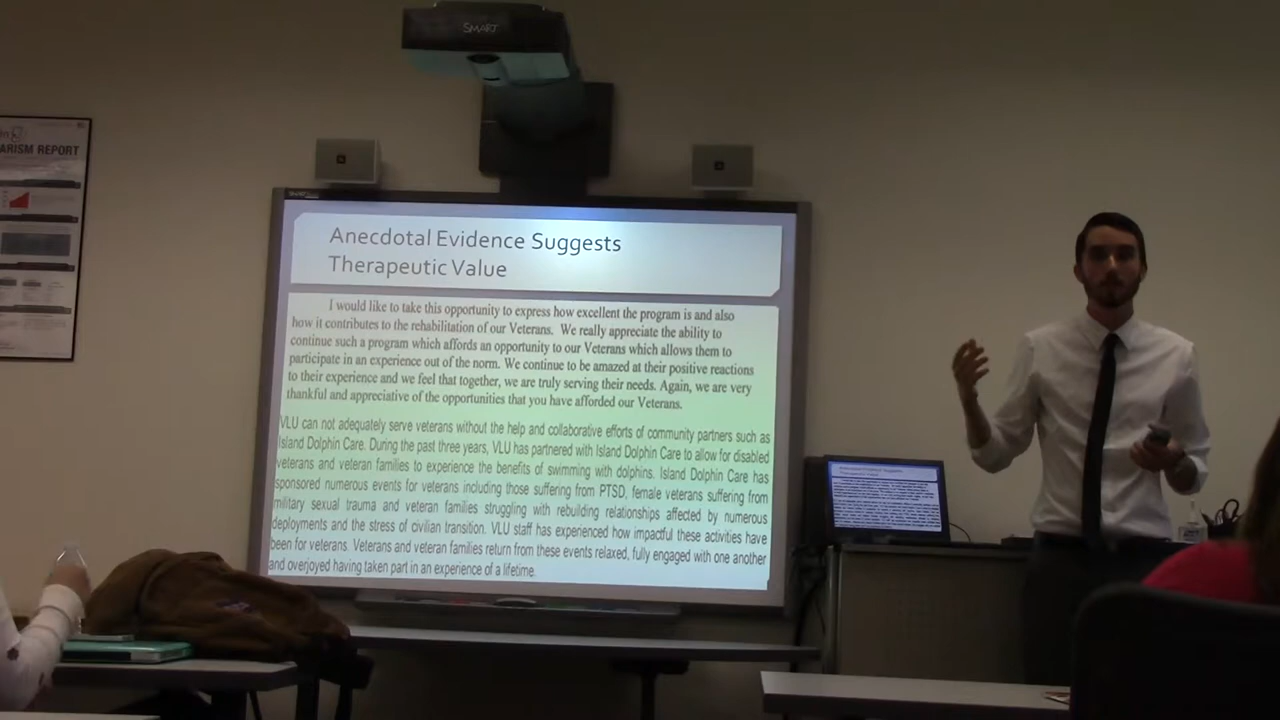 SMART
ARISM REPORT
Anecdotal Evidence Suggests
Therapeutic Value
I would like to take this opportunity to express how excellent the program is and also
how it contributes to the rehabilitation of our Veterans. We really appreciate the ability to
continue such a program which affords an opportunity to our Veterans which allows them to
participate in an experience out of the norm. We continue to be amazed at their positive reactions
to their experience and we feel that together, we are truly serving their needs. Again, we are very
thankful and appreciative of the opportunities that you have afforded our Veterans.
VLU can not adequately serve veterans without the help and collaborative efforts of community partners such as
Island Dolphin Care. During the past three years, VLU has partnered with Island Dolphin Care to allow for disabled
veterans and veteran families to experience the benefits of swimming with dolphins. Island Dolphin Care has
sponsored numerous events for veterans including those suffering from PTSD, female veterans suffering from
military sexual trauma and veteran families struggling with rebuilding relationships affected by numerous
deployments and the stress of civilian transition. VLU staff has experienced how impactful these activities have
been for veterans. Veterans and veteran families return from these events relaxed, fully engaged with one another
and overjoyed having taken part in an experience of a lifetime.
Anecdotal Evidence Suggests
Therapeutic Value